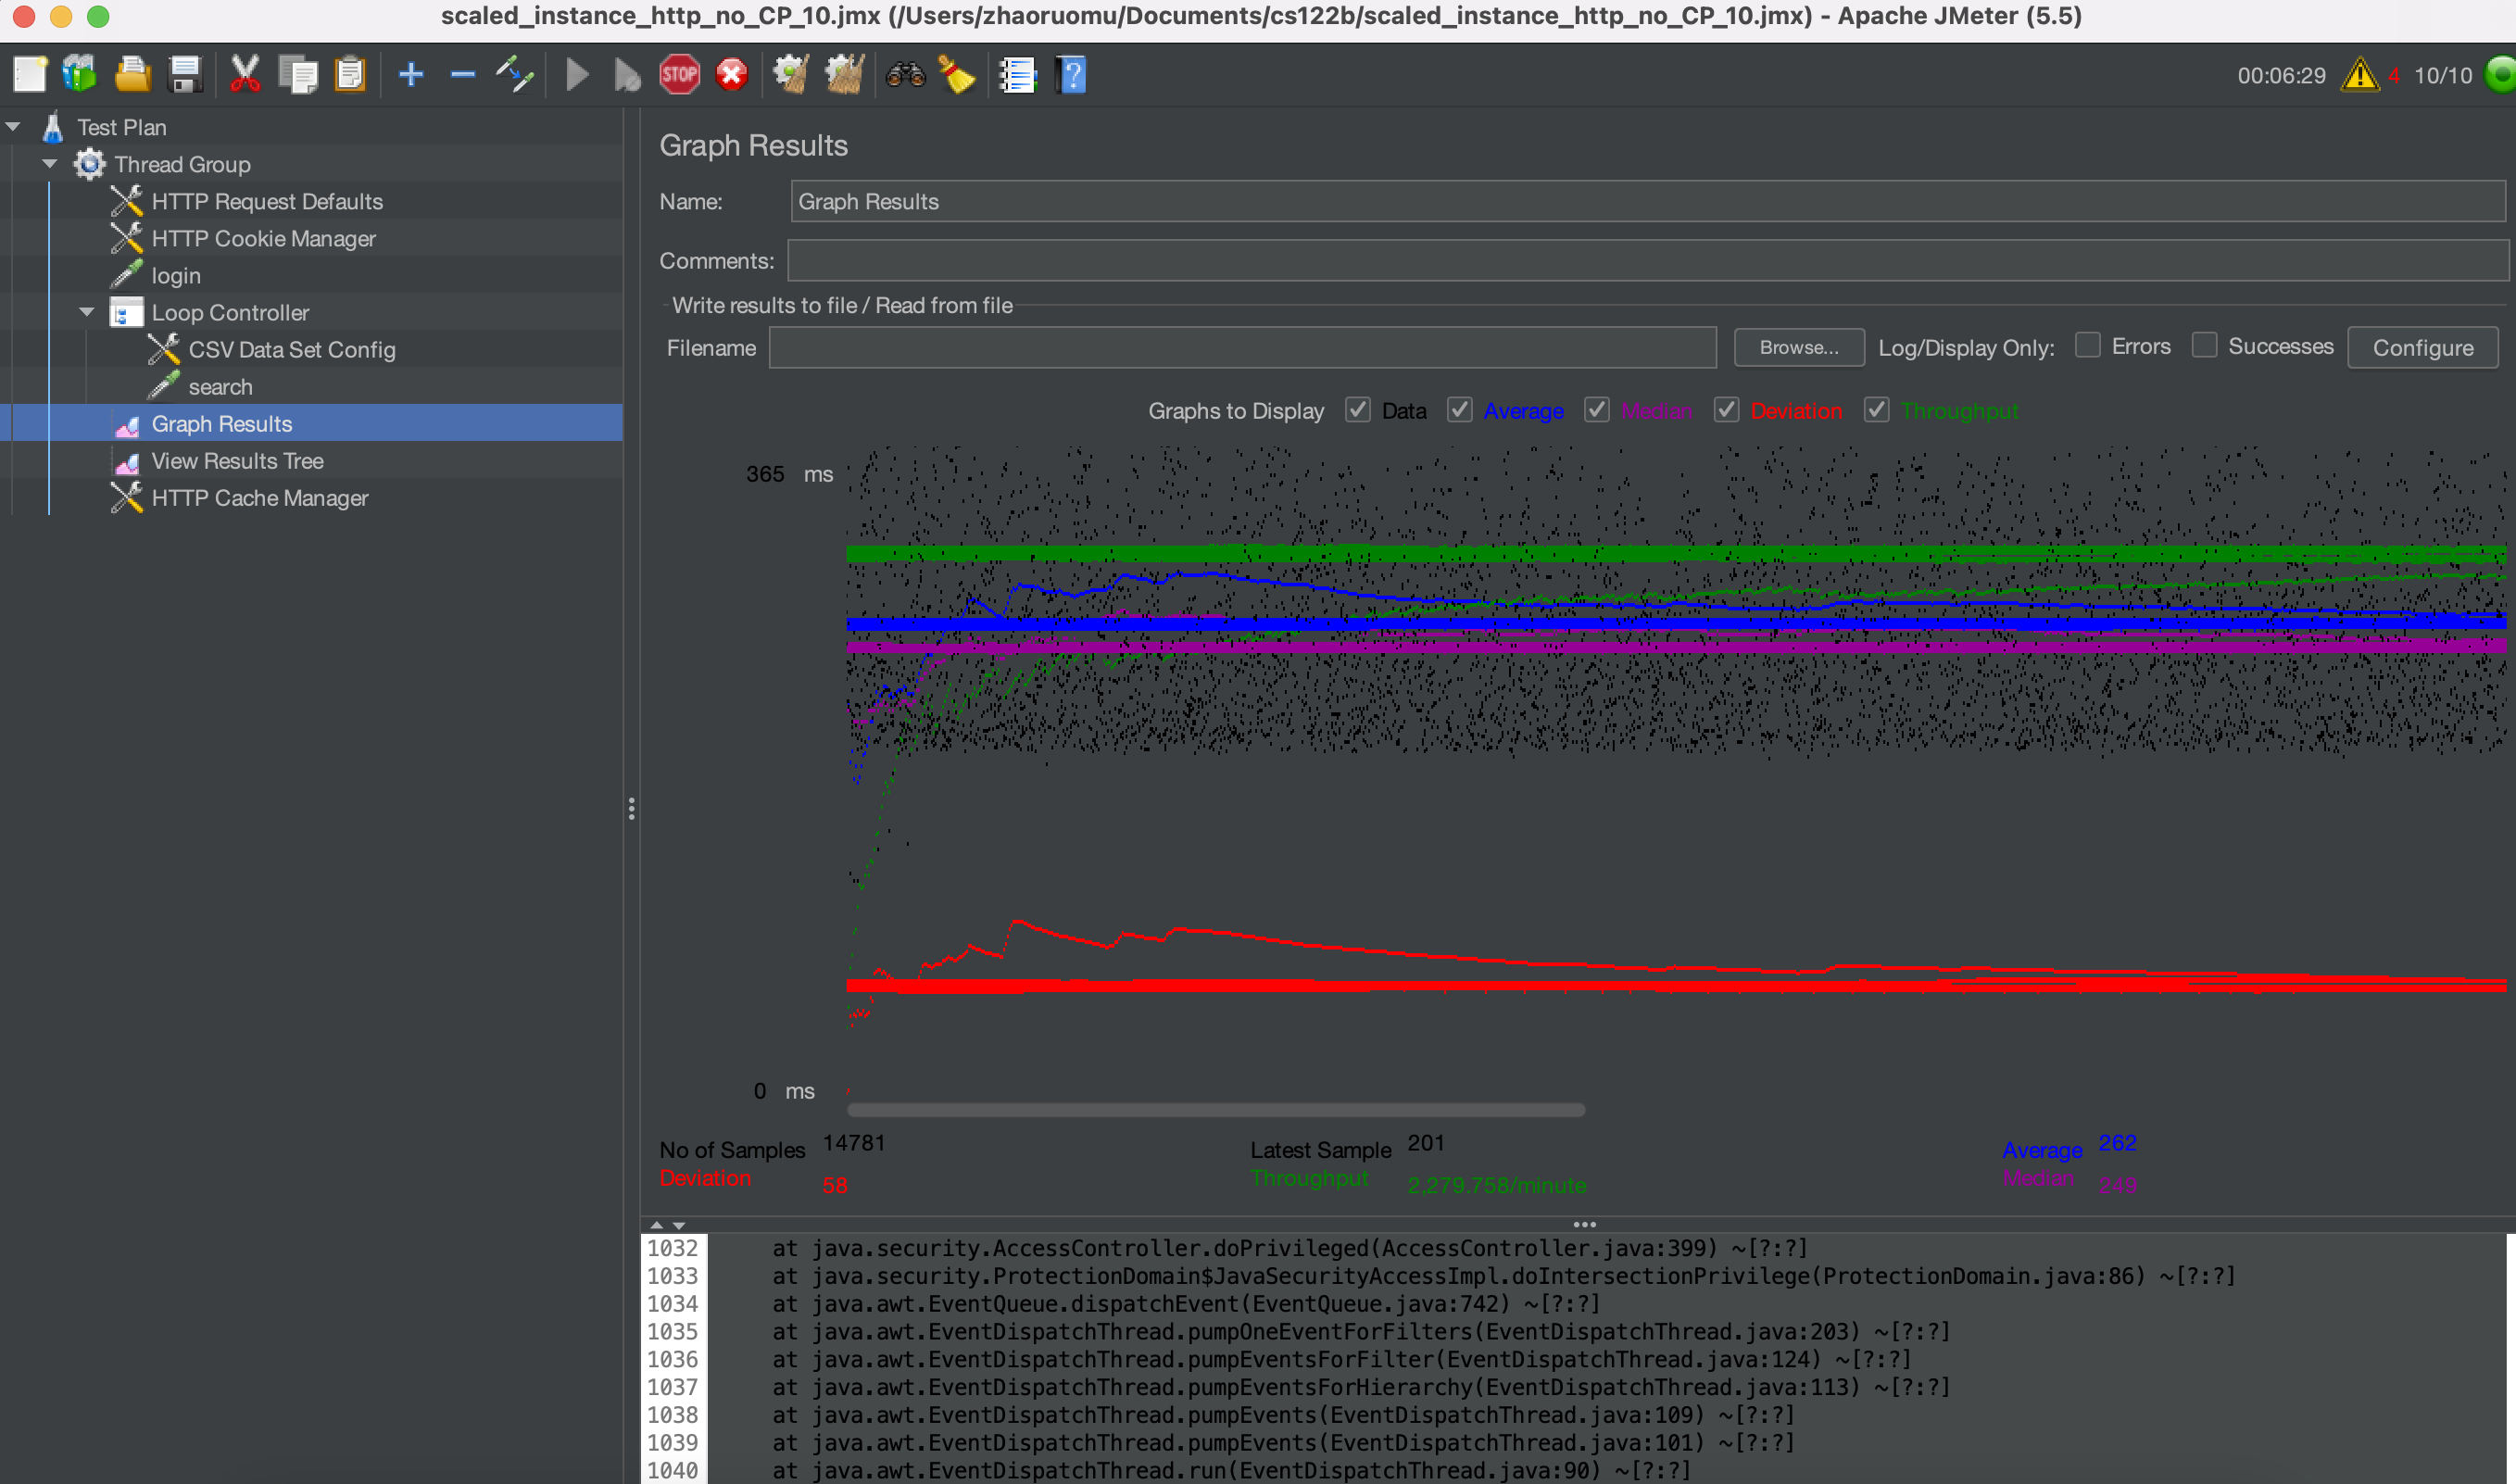 scaled_instance_http_no_CP_10.jmx (/Users/zhaoruomu/Documents/cs122b/scaled_instance_http_no_CP_10.jmx) - Apache JMeter (5.5)
STOP
00:06:29 4 10/10
Test Plan
Thread Group
HTTP Request Defaults
HTTP Cookie Manager
login
Loop Controller
CSV Data Set Config
search
Graph Results
View Results Tree
HTTP Cache Manager
Graph Results
Name: Graph Results
Comments:
Write results to file / Read from file
Filename Browse... Log/Display Only: Errors Successes Configure
Graphs to Display Data Average Median Deviation Throughput
365 ms
0 ms
No of Samples 14781 Latest Sample 201 Average 262
Deviation 58 Throughput 2,279.758/minute Median 249
1032 at java.security.AccessController.doPrivileged(AccessController.java:399) ~[?:?]
1033 at java.security.ProtectionDomain$JavaSecurityAccessImpl.doIntersectionPrivilege(ProtectionDomain.java:86) ~[?:?]
1034 at java.awt.EventQueue.dispatchEvent(EventQueue.java:742) ~[?:?]
1035 at java.awt.EventDispatchThread.pumpOneEventForFilters(EventDispatchThread.java:203) ~[?:?]
1036 at java.awt.EventDispatchThread.pumpEventsForFilter(EventDispatchThread.java:124) ~[?:?]
1037 at java.awt.EventDispatchThread.pumpEventsForHierarchy(EventDispatchThread.java:113) ~[?:?]
1038 at java.awt.EventDispatchThread.pumpEvents(EventDispatchThread.java:109) ~[?:?]
1039 at java.awt.EventDispatchThread.pumpEvents(EventDispatchThread.java:101) ~[?:?]
1040 at java.awt.EventDispatchThread.run(EventDispatchThread.java:90) ~[?:?]